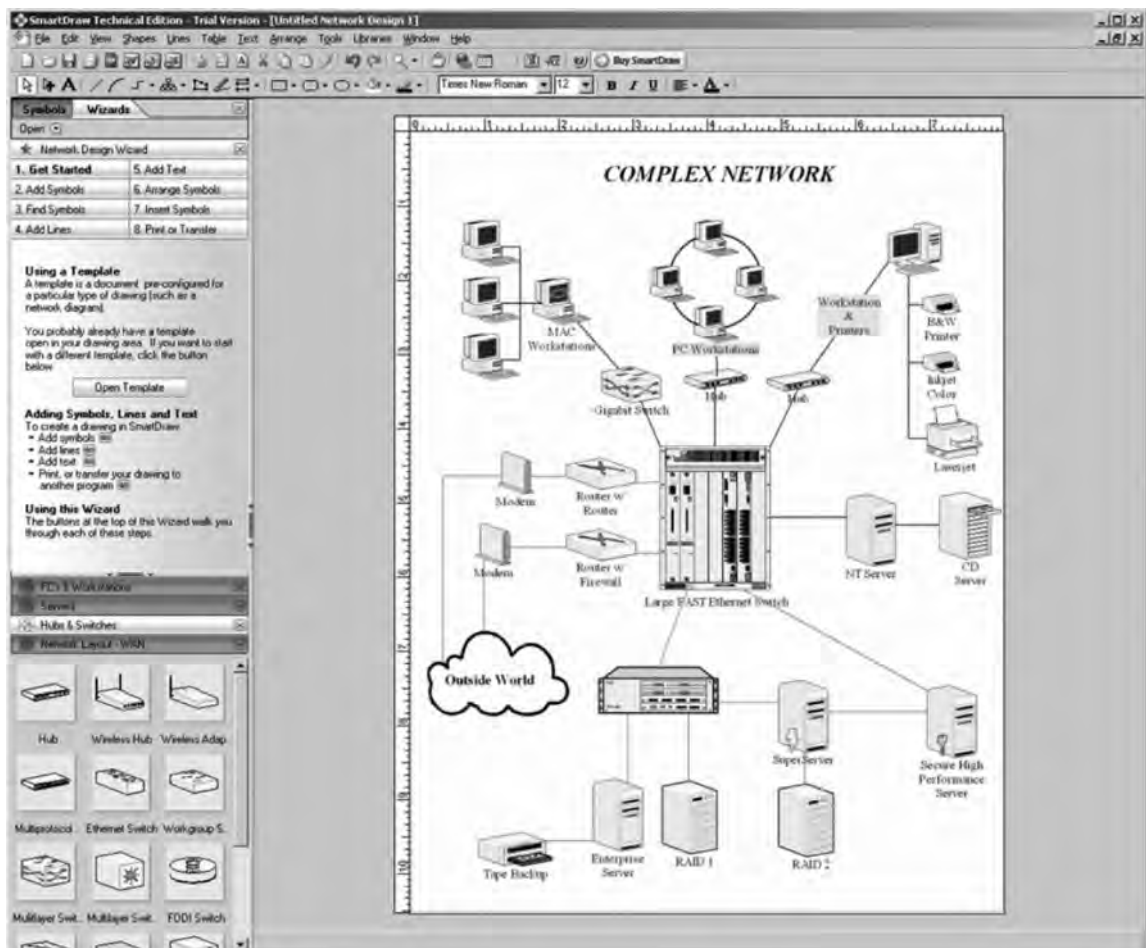 SmartDraw Technical Edition - Trial Version - [Untitled Network Design 1]
File Edit View Shapes Lines Table Text Arrange Tools Libraries Window Help
Buy SmartDraw
Times New Roman 12 B I U A
Symbols Wizards
Open
Network Design Wizard
1. Get Started 5. Add Text
2. Add Symbols 6. Arrange Symbols
3. Find Symbols 7. Insert Symbols
4. Add Lines 8. Print or Transfer
Using a Template
A template is a document pre-configured for
a particular type of drawing (such as a
network diagram).
You probably already have a template
open in your drawing area. If you want to start
with a different template, click the button
below
Open Template
Adding Symbols, Lines and Text
To create a drawing in SmartDraw
- Add symbols
- Add lines
- Add text
- Print, or transfer your drawing to
another program
Using this Wizard
The buttons at the top of this Wizard walk you
through each of these steps.
PCs & Workstations
Servers
Hubs & Switches
Network Layout - WAN
Hub Wireless Hub Wireless Adap
Multiprotocol... Ethernet Switch Workgroup S...
Multilayer Swit... Multilayer Swit... FDDI Switch
COMPLEX NETWORK
MAC
Workstations
PC Workstations
Workstation
&
Printers
B&W
Printer
Inkjet
Color
Laserjet
Gigabit Switch
Hub
Hub
Modem
Router w
Router
Modem
Router w
Firewall
Large FAST Ethernet Switch
NT Server
CD
Server
Outside World
SuperServer
Secure High
Performance
Server
Tape Backup
Enterprise
Server
RAID 1
RAID 2